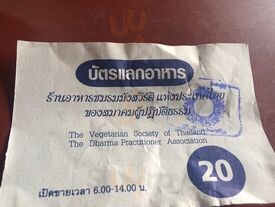 บัตรแลกอาหาร
ร้านอาหารชมรมมังสวิรัติ แห่งประเทศไทย
ของสมาคมผู้ปฏิบัติธรรม
The Vegetarian Society of Thailand
The Dharma Practitioner Association
20
เปิดขายเวลา 6.00-14.00 น.